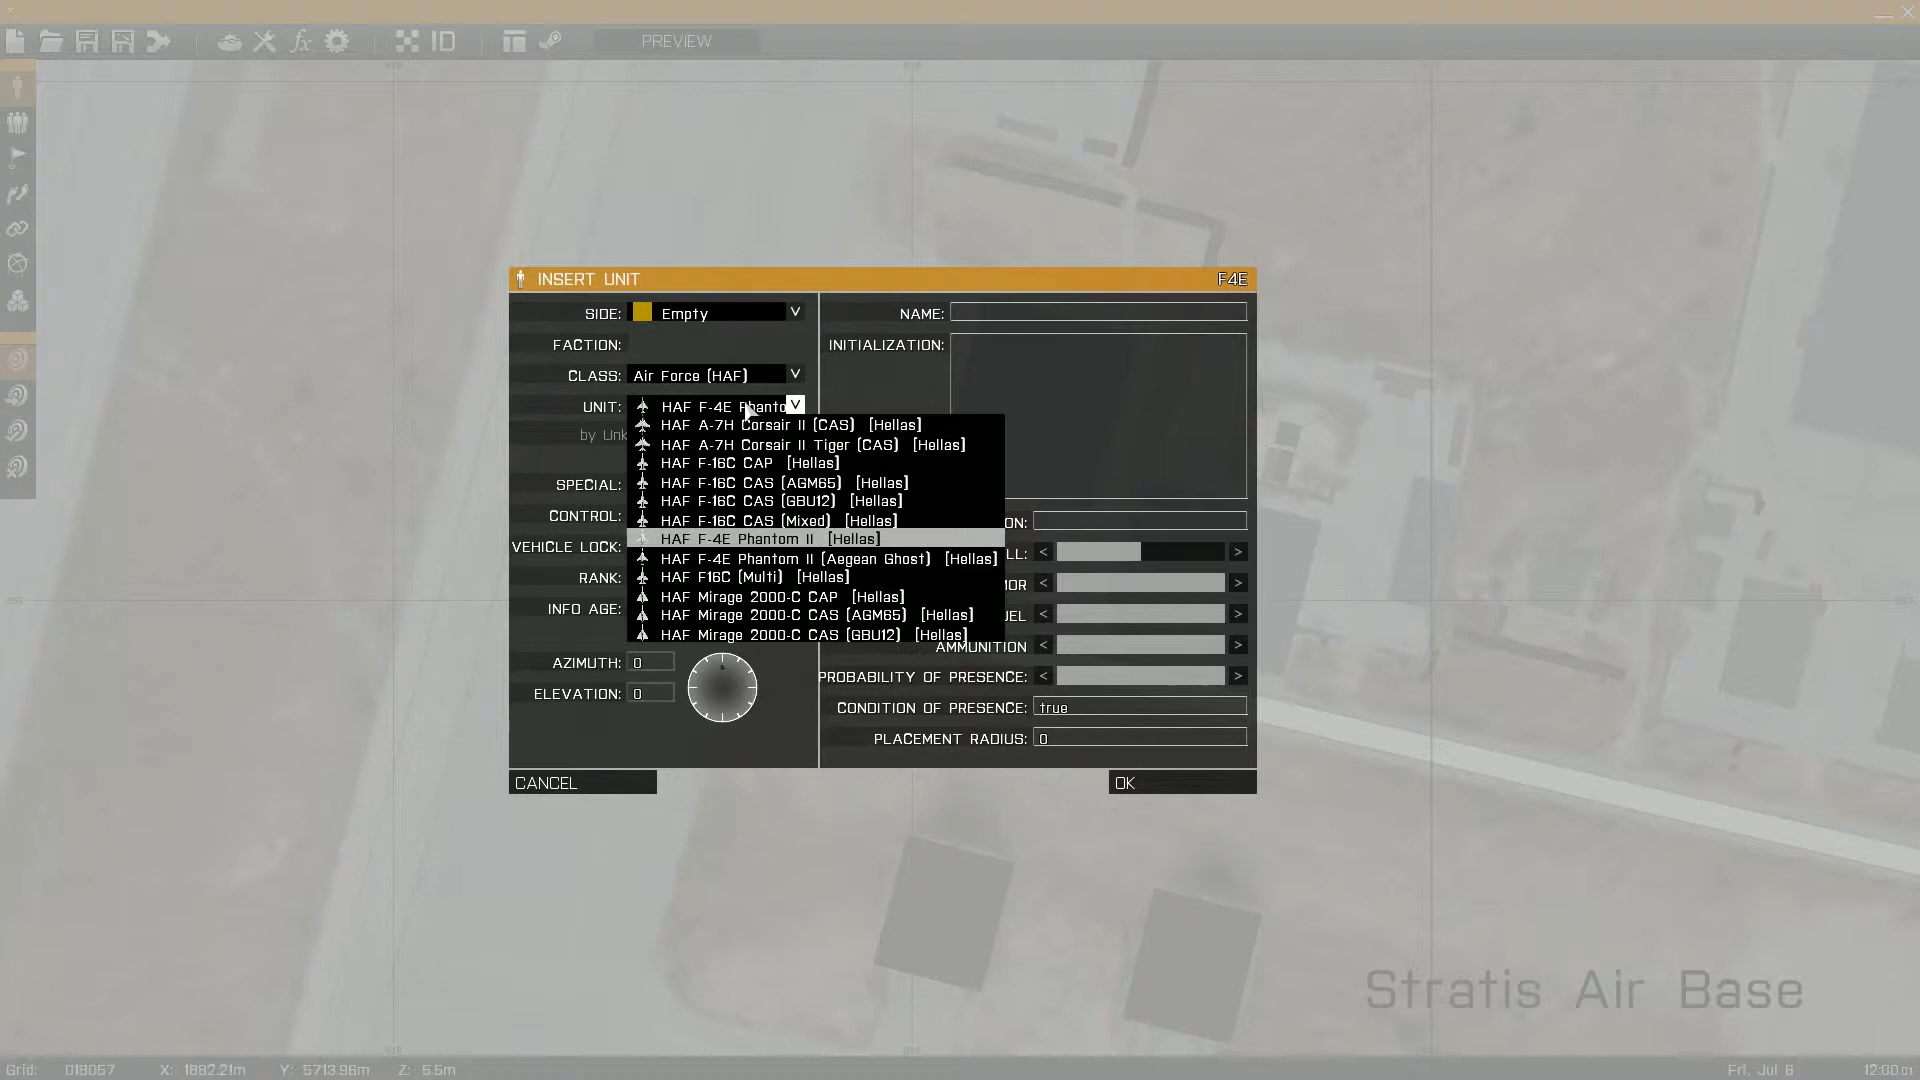 PREVIEW
ID
INSERT UNIT F4E
SIDE: Empty
FACTION:
CLASS: Air Force (HAF)
UNIT: HAF F-4E Phanto
by Unk
HAF A-7H Corsair II (CAS) [Hellas]
HAF A-7H Corsair II Tiger (CAS) [Hellas]
HAF F-16C CAP [Hellas]
HAF F-16C CAS (AGM65) [Hellas]
HAF F-16C CAS (GBU12) [Hellas]
HAF F-16C CAS (Mixed) [Hellas]
HAF F-4E Phantom II [Hellas]
HAF F-4E Phantom II (Aegean Ghost) [Hellas]
HAF F16C (Multi) [Hellas]
HAF Mirage 2000-C CAP [Hellas]
HAF Mirage 2000-C CAS (AGM65) [Hellas]
HAF Mirage 2000-C CAS (GBU12) [Hellas]
SPECIAL:
CONTROL:
VEHICLE LOCK:
RANK:
INFO AGE:
AZIMUTH: 0
ELEVATION: 0
NAME:
INITIALIZATION:
ON:
LL:
OR
EL:
AMMUNITION
PROBABILITY OF PRESENCE:
CONDITION OF PRESENCE: true
PLACEMENT RADIUS: 0
CANCEL
OK
Stratis Air Base
Grid: 018057 X: 1882.21m Y: 5713.96m Z: 5.5m
Fri, Jul 6 12:00:01